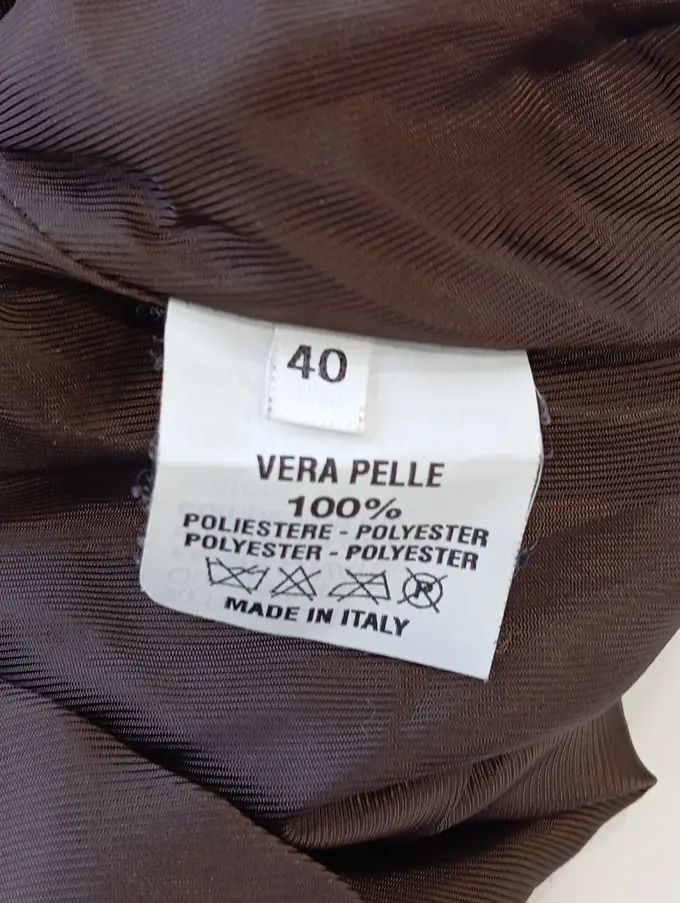 40
VERA PELLE
100%
POLIESTERE - POLYESTER
POLYESTER - POLYESTER
P
MADE IN ITALY